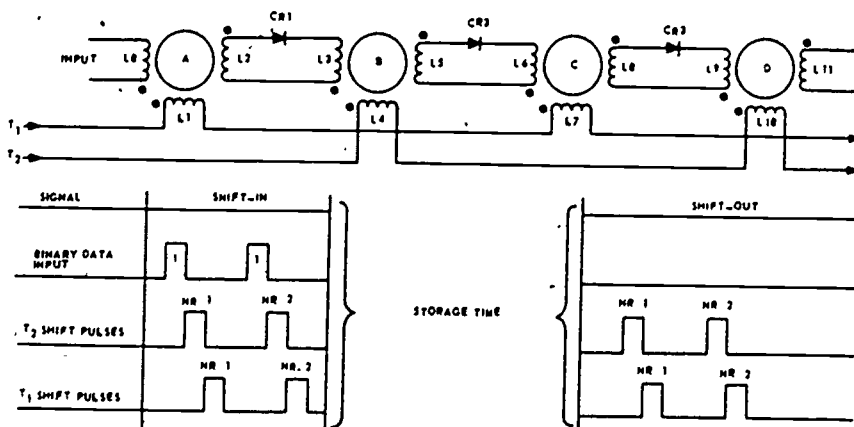 CR1
CR3
CR3
INPUT
L0
A
L2
L3
B
L5
L6
C
L8
L9
D
L11
L1
L4
L7
L10
T1
T2
SIGNAL
SHIFT-IN
SHIFT-OUT
BINARY DATA
INPUT
1
1
STORAGE TIME
NR 1
NR 2
NR 1
NR 2
T2 SHIFT PULSES
NR 1
NR. 2
NR 1
NR 2
T1 SHIFT PULSES